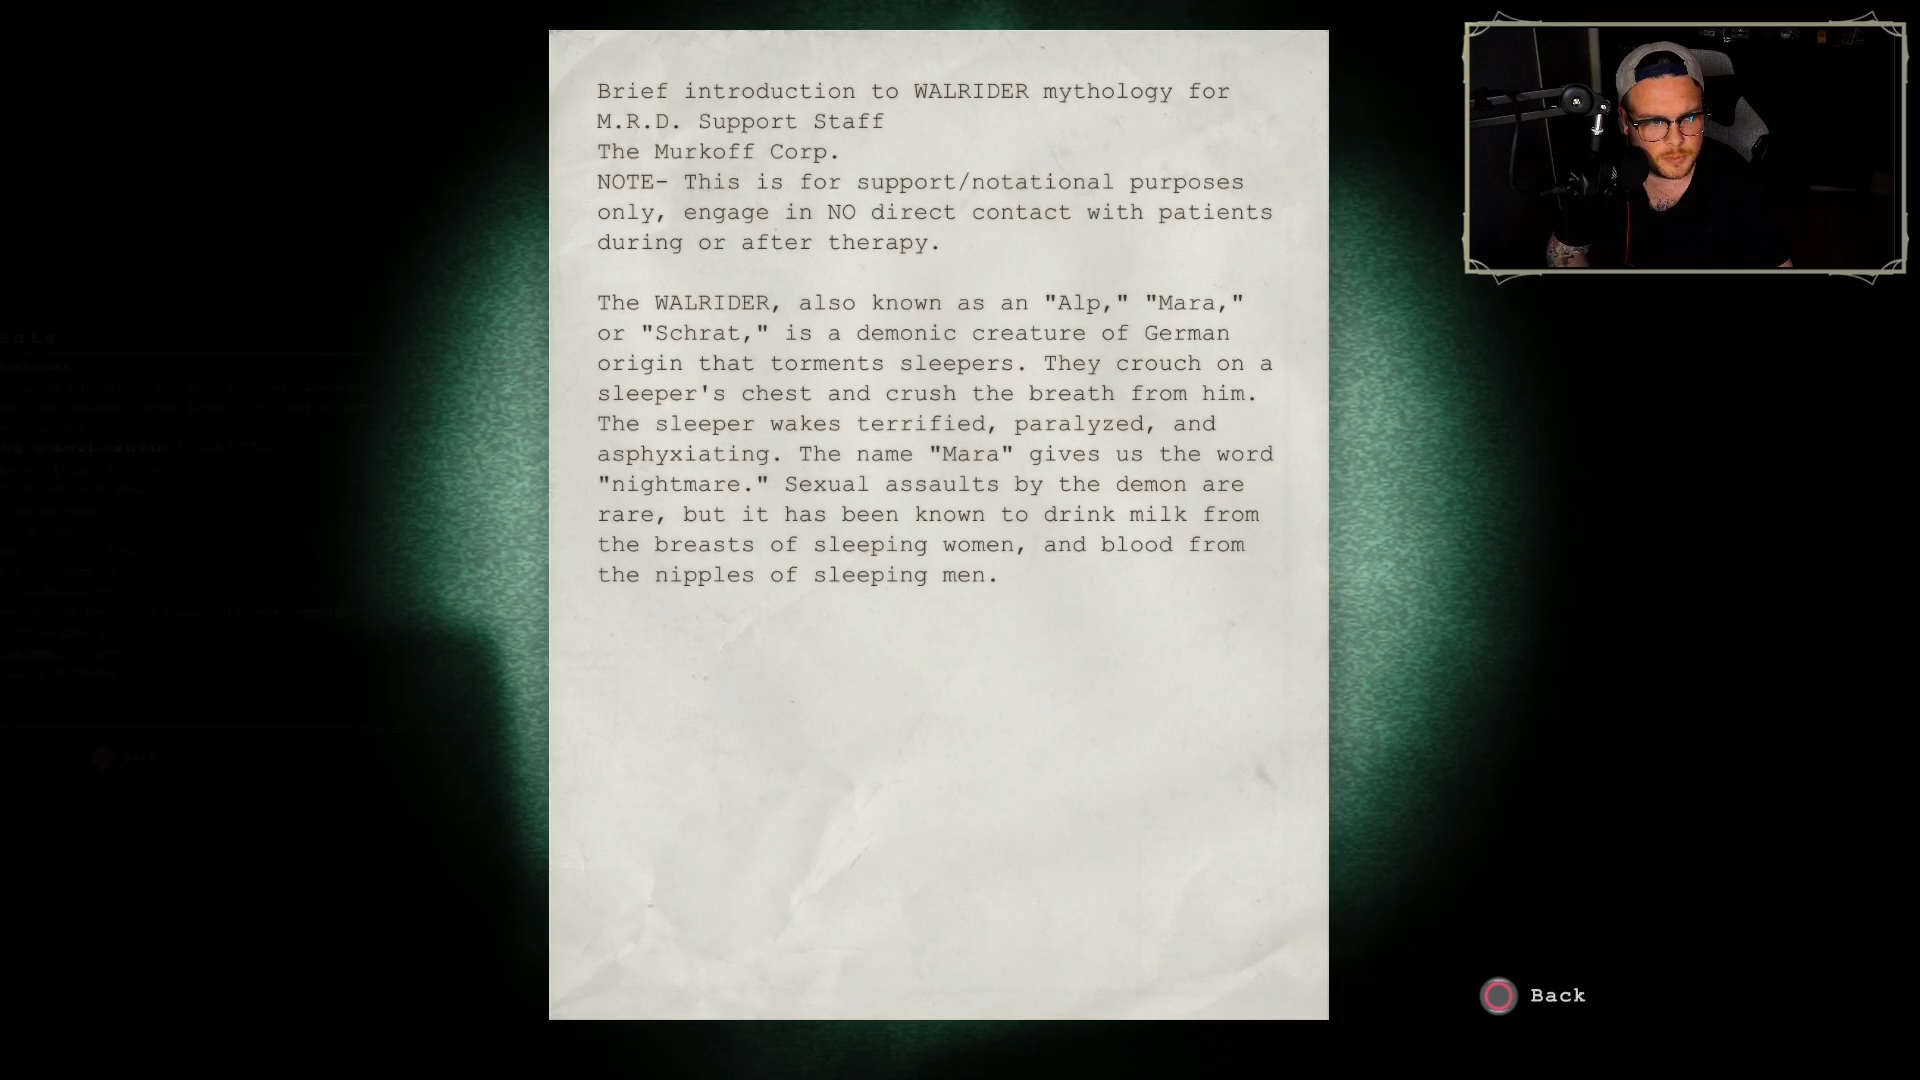 Brief introduction to WALRIDER mythology for
M.R.D. Support Staff
The Murkoff Corp.
NOTE- This is for support/notational purposes
only, engage in NO direct contact with patients
during or after therapy.
The WALRIDER, also known as an "Alp," "Mara,"
or "Schrat," is a demonic creature of German
origin that torments sleepers. They crouch on a
sleeper's chest and crush the breath from him.
The sleeper wakes terrified, paralyzed, and
asphyxiating. The name "Mara" gives us the word
"nightmare." Sexual assaults by the demon are
rare, but it has been known to drink milk from
the breasts of sleeping women, and blood from
the nipples of sleeping men.
Back